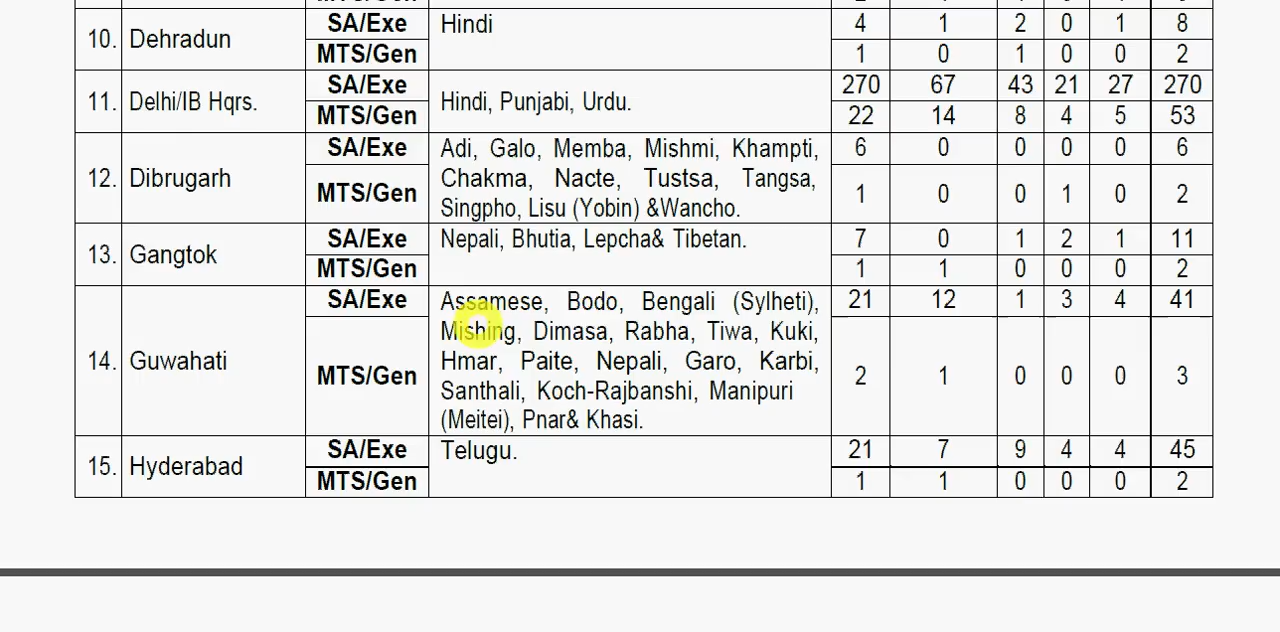 10. Dehradun SA/Exe Hindi 4 1 2 0 1 8
MTS/Gen 1 0 1 0 0 2
11. Delhi/IB Hqrs. SA/Exe Hindi, Punjabi, Urdu. 270 67 43 21 27 270
MTS/Gen 22 14 8 4 5 53
12. Dibrugarh SA/Exe Adi, Galo, Memba, Mishmi, Khampti, 6 0 0 0 0 6
Chakma, Nacte, Tustsa, Tangsa,
MTS/Gen 1 0 0 1 0 2
Singpho, Lisu (Yobin) &Wancho.
13. Gangtok SA/Exe Nepali, Bhutia, Lepcha& Tibetan. 7 0 1 2 1 11
MTS/Gen 1 1 0 0 0 2
14. Guwahati SA/Exe Assamese, Bodo, Bengali (Sylheti), 21 12 1 3 4 41
Mishing, Dimasa, Rabha, Tiwa, Kuki,
Hmar, Paite, Nepali, Garo, Karbi,
MTS/Gen 2 1 0 0 0 3
Santhali, Koch-Rajbanshi, Manipuri
(Meitei), Pnar& Khasi.
15. Hyderabad SA/Exe Telugu. 21 7 9 4 4 45
MTS/Gen 1 1 0 0 0 2